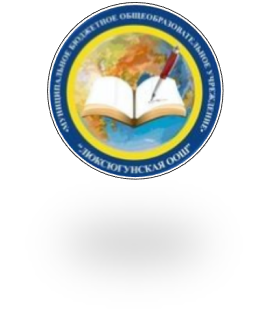 •МУНИЦИПАЛЬНОЕ БЮДЖЕТНОЕ ОБЩЕОБРАЗОВАТЕЛЬНОЕ УЧРЕЖДЕНИЕ•
"ЛЮКСЮГУНСКАЯ ООШ"